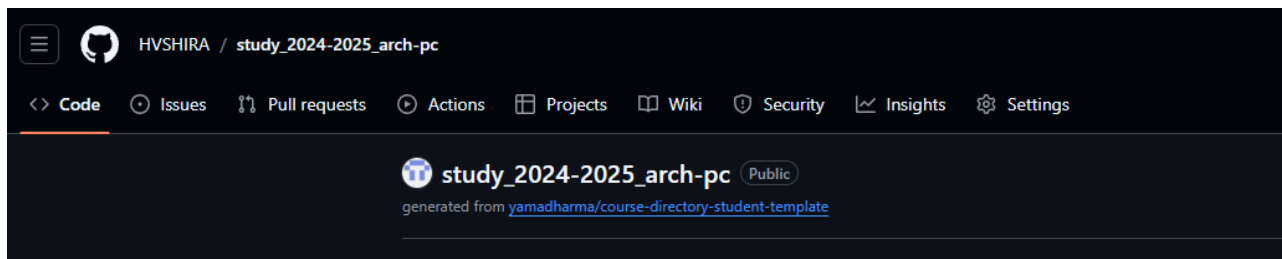 HVSHIRA / study_2024-2025_arch-pc
<> Code Issues Pull requests Actions Projects Wiki Security Insights Settings
study_2024-2025_arch-pc Public
generated from yamadharma/course-directory-student-template